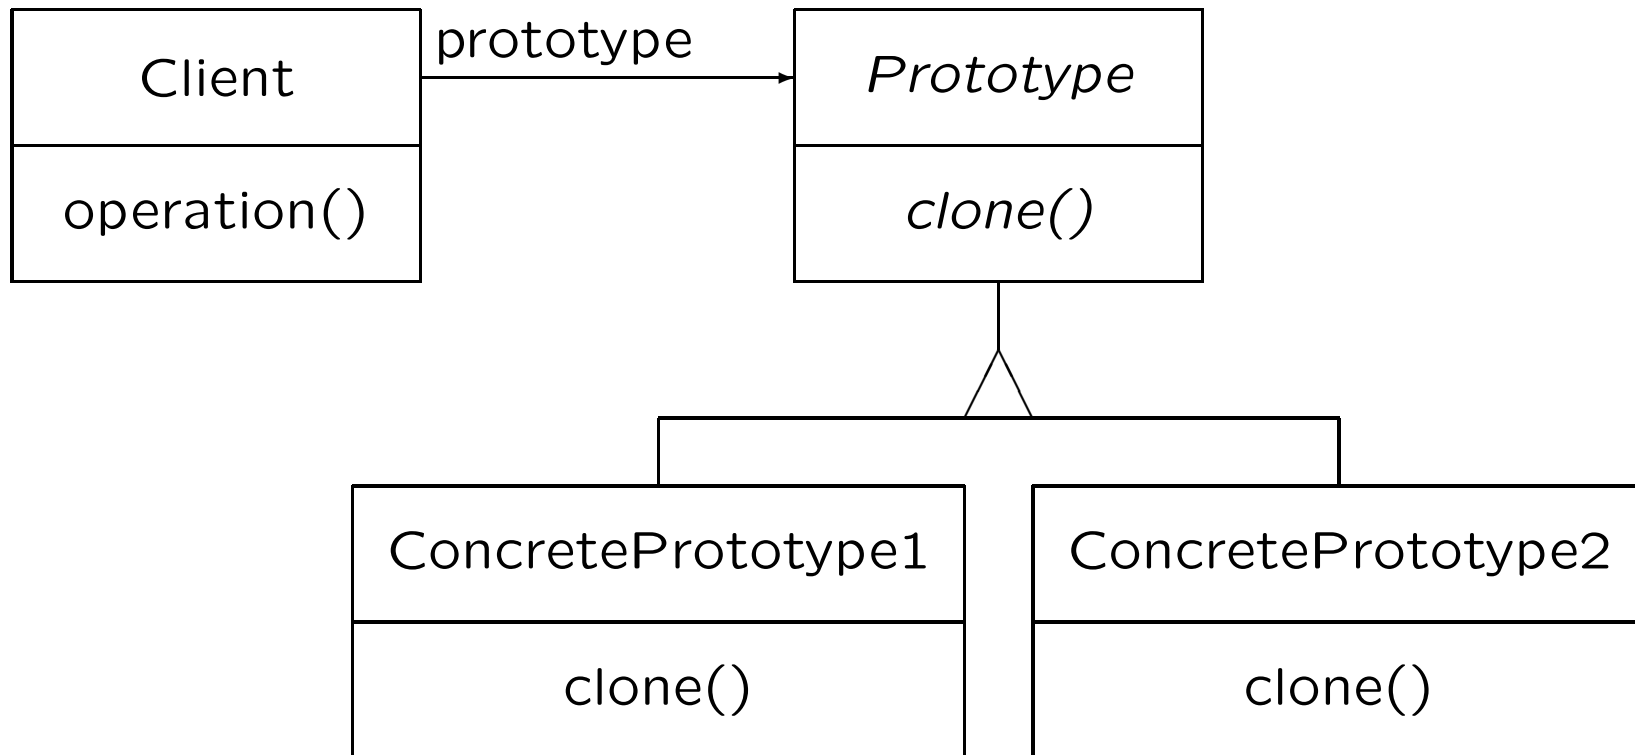 Client
prototype
Prototype
operation()
clone()
ConcretePrototype1
ConcretePrototype2
clone()
clone()